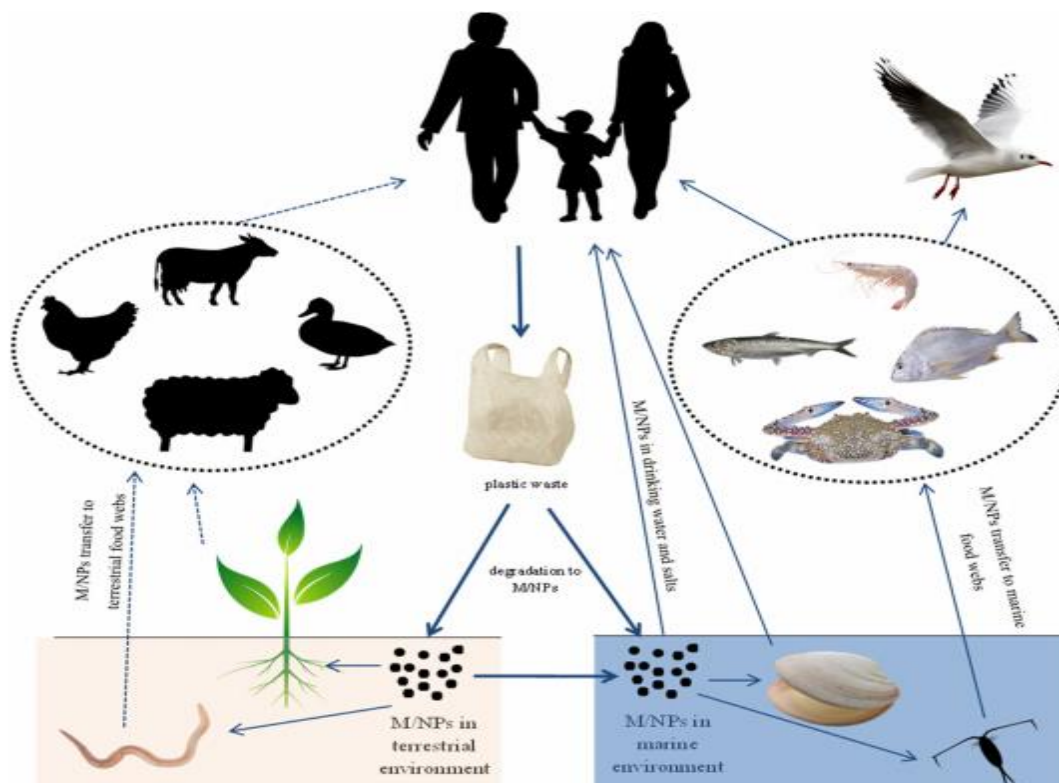 plastic waste
degradation to
M/NPs
M/NPs transfer to
terrestrial food webs
M/NPs in drinking water and salts
M/NPs transfer to marine
food webs
M/NPs in
terrestrial
environment
M/NPs in
marine
environment